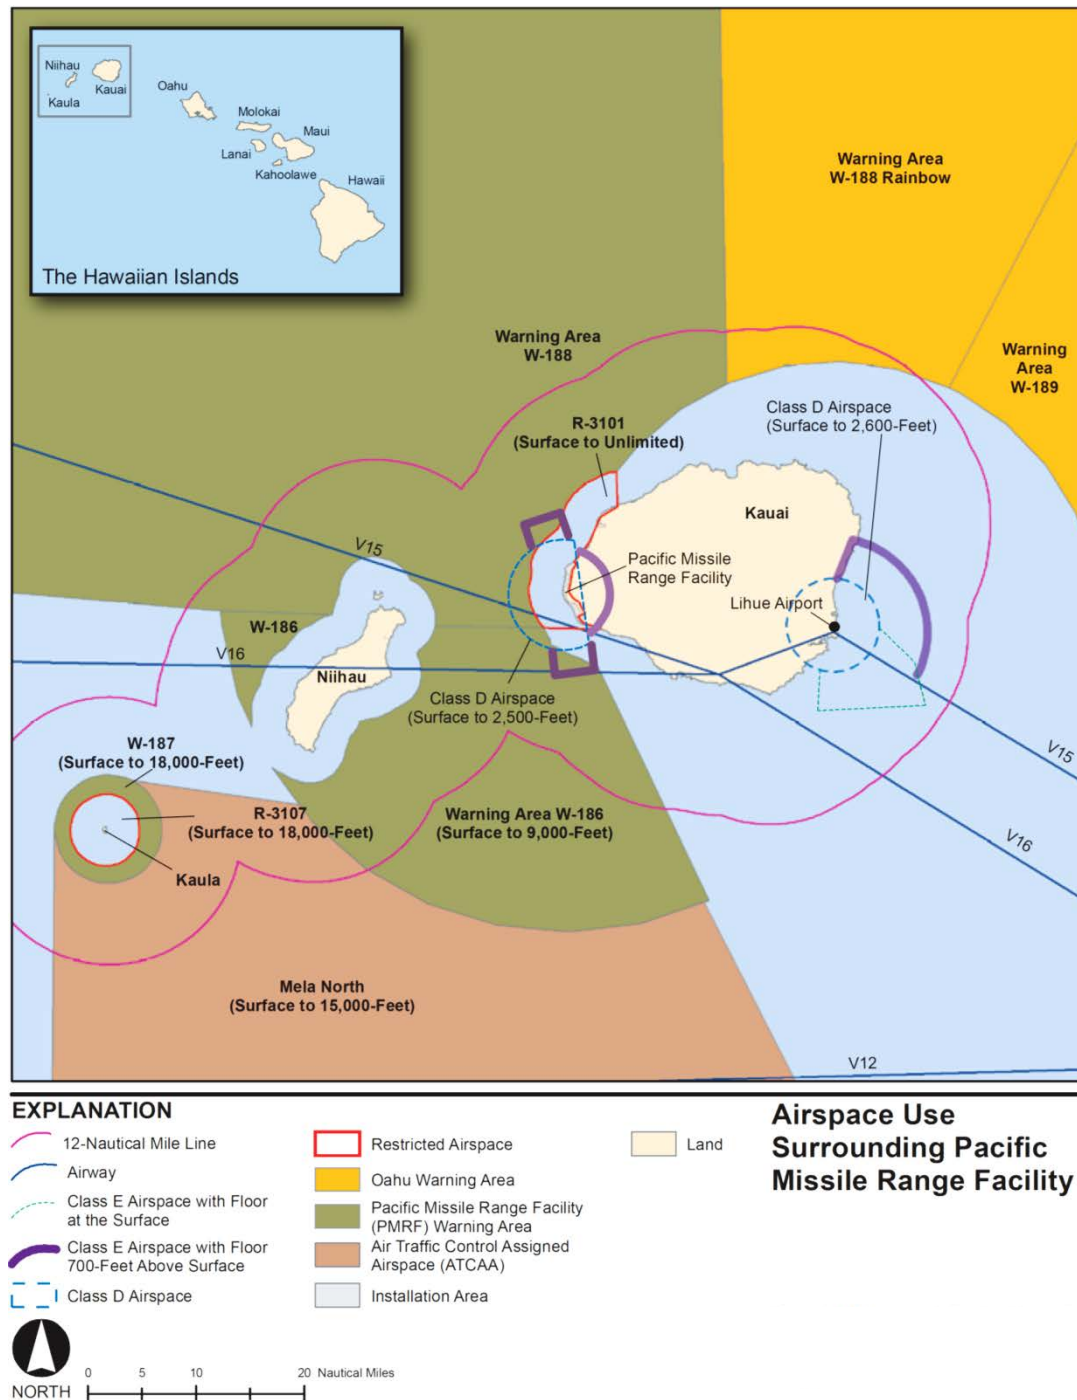 Niihau
Kauai
Kaula
Oahu
Molokai
Maui
Lanai
Kahoolawe
Hawaii
The Hawaiian Islands
Warning Area
W-188 Rainbow
Warning Area
W-188
Warning
Area
W-189
Class D Airspace
(Surface to 2,600-Feet)
R-3101
(Surface to Unlimited)
Kauai
V15
Pacific Missile
Range Facility
Lihue Airport
W-186
V16
Niihau
Class D Airspace
(Surface to 2,500-Feet)
W-187
(Surface to 18,000-Feet)
V15
R-3107
(Surface to 18,000-Feet)
Warning Area W-186
(Surface to 9,000-Feet)
V16
Kaula
Mela North
(Surface to 15,000-Feet)
V12
EXPLANATION
12-Nautical Mile Line
Airway
Class E Airspace with Floor
at the Surface
Class E Airspace with Floor
700-Feet Above Surface
Class D Airspace
Restricted Airspace
Oahu Warning Area
Pacific Missile Range Facility
(PMRF) Warning Area
Air Traffic Control Assigned
Airspace (ATCAA)
Installation Area
Land
Airspace Use
Surrounding Pacific
Missile Range Facility
NORTH
0 5 10 20 Nautical Miles